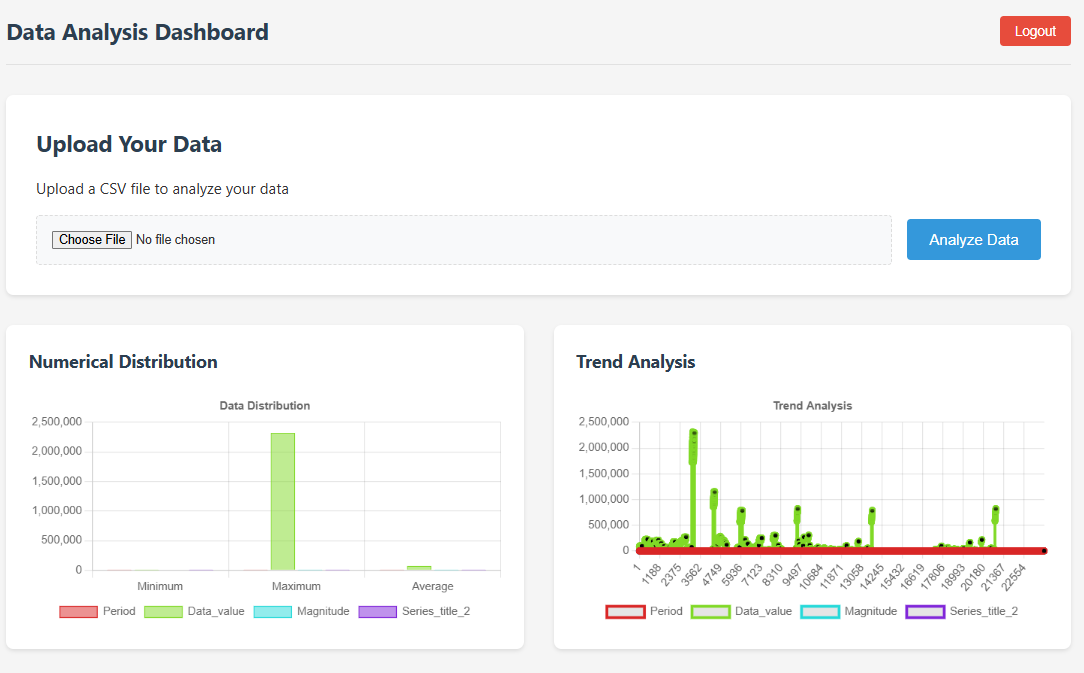 Data Analysis Dashboard
Logout
Upload Your Data
Upload a CSV file to analyze your data
Choose File No file chosen
Analyze Data
Numerical Distribution
Data Distribution
2,500,000
2,000,000
1,500,000
1,000,000
500,000
0
Minimum Maximum Average
Period Data_value Magnitude Series_title_2
Trend Analysis
Trend Analysis
2,500,000
2,000,000
1,500,000
1,000,000
500,000
0
1 1188 2375 3562 4749 5936 7123 8310 9497 10684 11871 13058 14245 15432 16619 17806 18993 20180 21367 22554
Period Data_value Magnitude Series_title_2